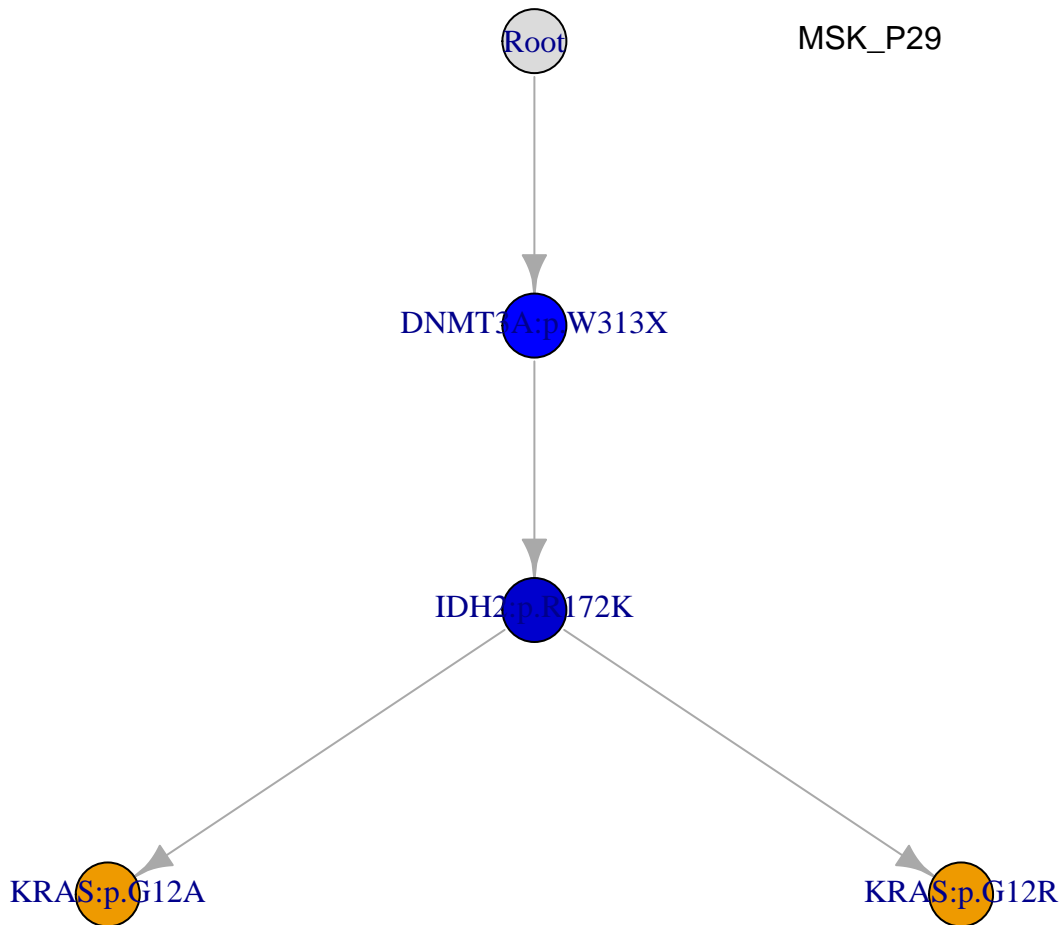 Root
MSK_P29
DNMT3A:p.W313X
IDH2:p.R172K
KRAS:p.G12A
KRAS:p.G12R